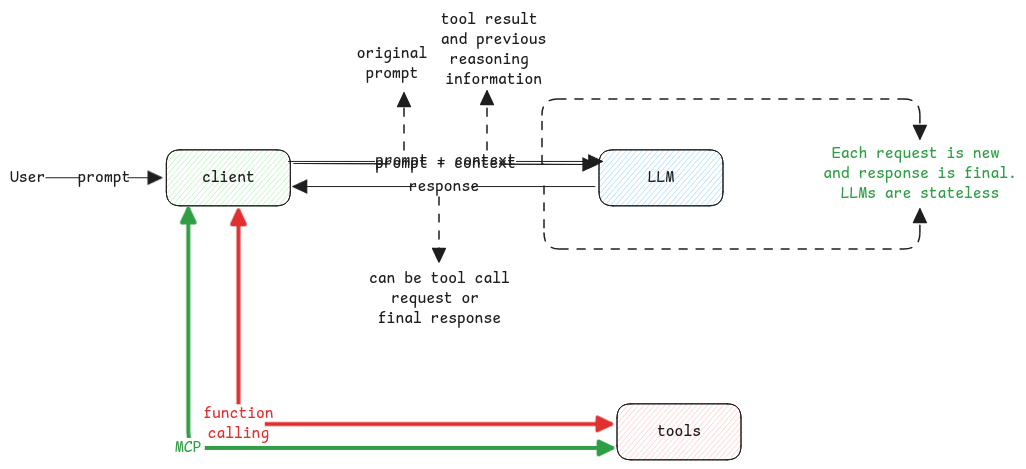 tool result
and previous
reasoning
information
original
prompt
Each request is new
and response is final.
LLMs are stateless
User
prompt
client
prompt + context
prompt + context
response
LLM
can be tool call
request or
final response
function
calling
MCP
tools